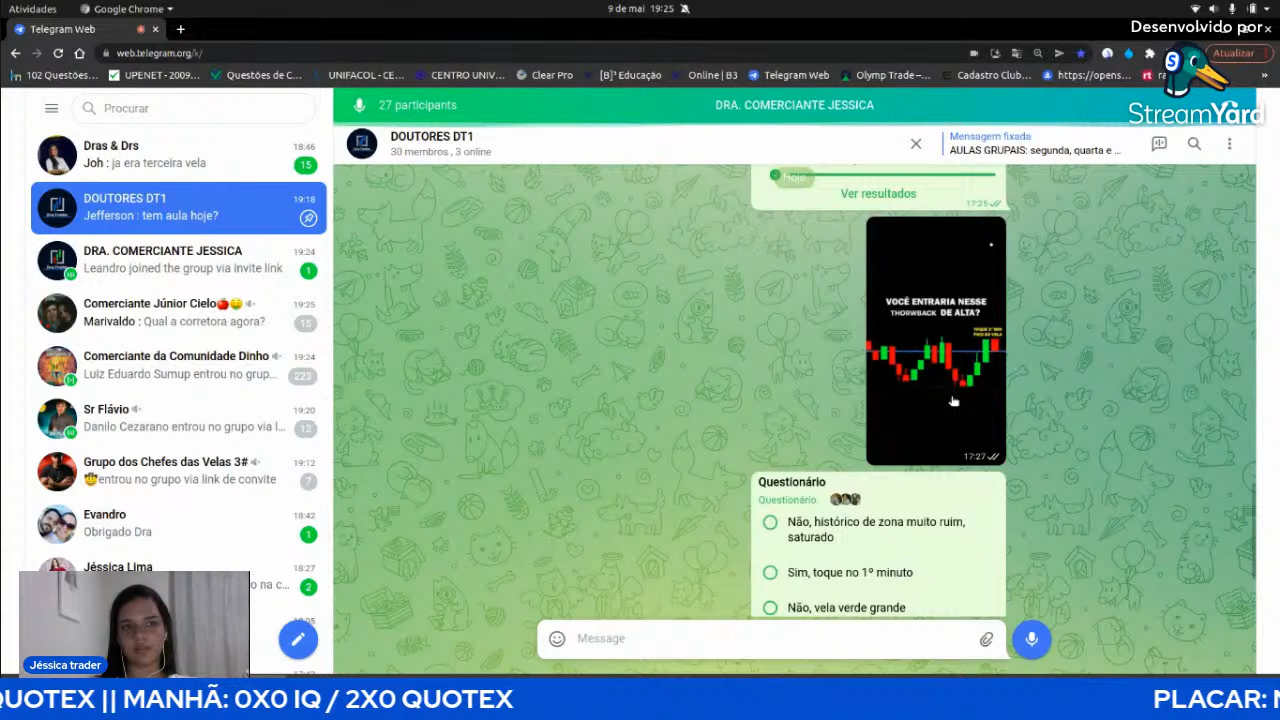 Atividades
Google Chrome
9 de mai 19:25
Desenvolvido por
Telegram Web
web.telegram.org/k/
Atualizar
102 Questões...
UPENET - 2009...
Questões de C...
UNIFACOL - CE...
CENTRO UNIV...
Clear Pro
[B]³ Educação
Online | B3
Telegram Web
Olymp Trade –...
Cadastro Club...
https://opens...
StreamYard
Procurar
27 participants
DRA. COMERCIANTE JESSICA
DOUTORES DT1
30 membros , 3 online
Mensagem fixada
AULAS GRUPAIS: segunda, quarta e ...
Dras & Drs
18:46
Joh : ja era terceira vela
15
DOUTORES DT1
19:18
Jefferson : tem aula hoje?
DRA. COMERCIANTE JESSICA
19:24
Leandro joined the group via invite link
1
Comerciante Júnior Cielo🍎🤑
19:25
Marivaldo : Qual a corretora agora?
15
Comerciante da Comunidade Dinho
19:24
Luiz Eduardo Sumup entrou no grup...
223
Sr Flávio
19:20
Danilo Cezarano entrou no grupo via l...
12
Grupo dos Chefes das Velas 3#
19:12
🤠entrou no grupo via link de convite
7
Evandro
18:42
Obrigado Dra
1
Jéssica Lima
18:27
o na c...
2
Hoje
Ver resultados
17:25
VOCÊ ENTRARIA NESSE
THORWBACK DE ALTA?
17:27
Questionário
Questionário
Não, histórico de zona muito ruim,
saturado
Sim, toque no 1º minuto
Não, vela verde grande
Message
Jéssica trader
QUOTEX || MANHÃ: 0X0 IQ / 2X0 QUOTEX
PLACAR: